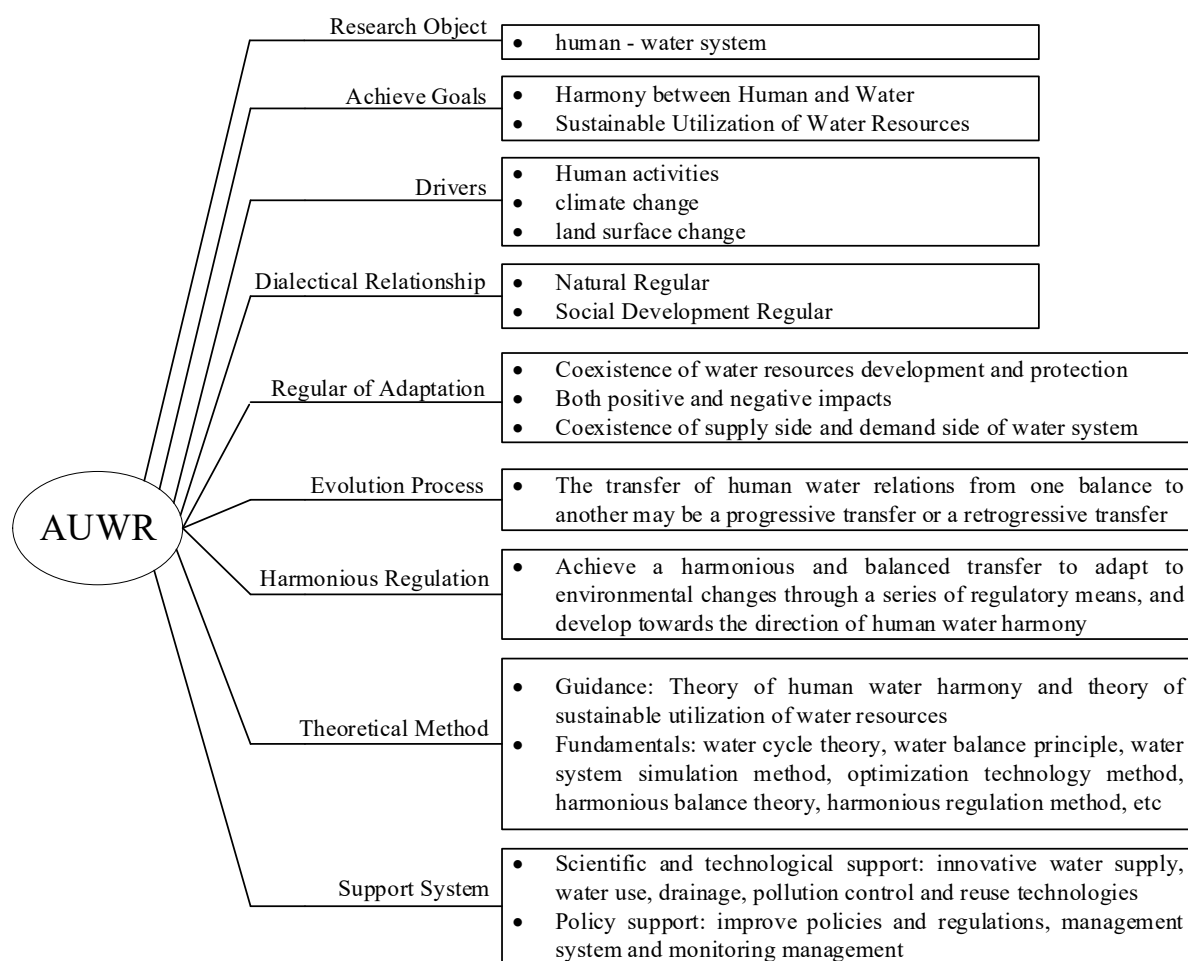 Research Object
• human - water system
Achieve Goals
• Harmony between Human and Water
• Sustainable Utilization of Water Resources
Drivers
• Human activities
• climate change
• land surface change
Dialectical Relationship
• Natural Regular
• Social Development Regular
Regular of Adaptation
• Coexistence of water resources development and protection
• Both positive and negative impacts
• Coexistence of supply side and demand side of water system
AUWR
Evolution Process
• The transfer of human water relations from one balance to
another may be a progressive transfer or a retrogressive transfer
Harmonious Regulation
• Achieve a harmonious and balanced transfer to adapt to
environmental changes through a series of regulatory means, and
develop towards the direction of human water harmony
Theoretical Method
• Guidance: Theory of human water harmony and theory of
sustainable utilization of water resources
• Fundamentals: water cycle theory, water balance principle, water
system simulation method, optimization technology method,
harmonious balance theory, harmonious regulation method, etc
Support System
• Scientific and technological support: innovative water supply,
water use, drainage, pollution control and reuse technologies
• Policy support: improve policies and regulations, management
system and monitoring management